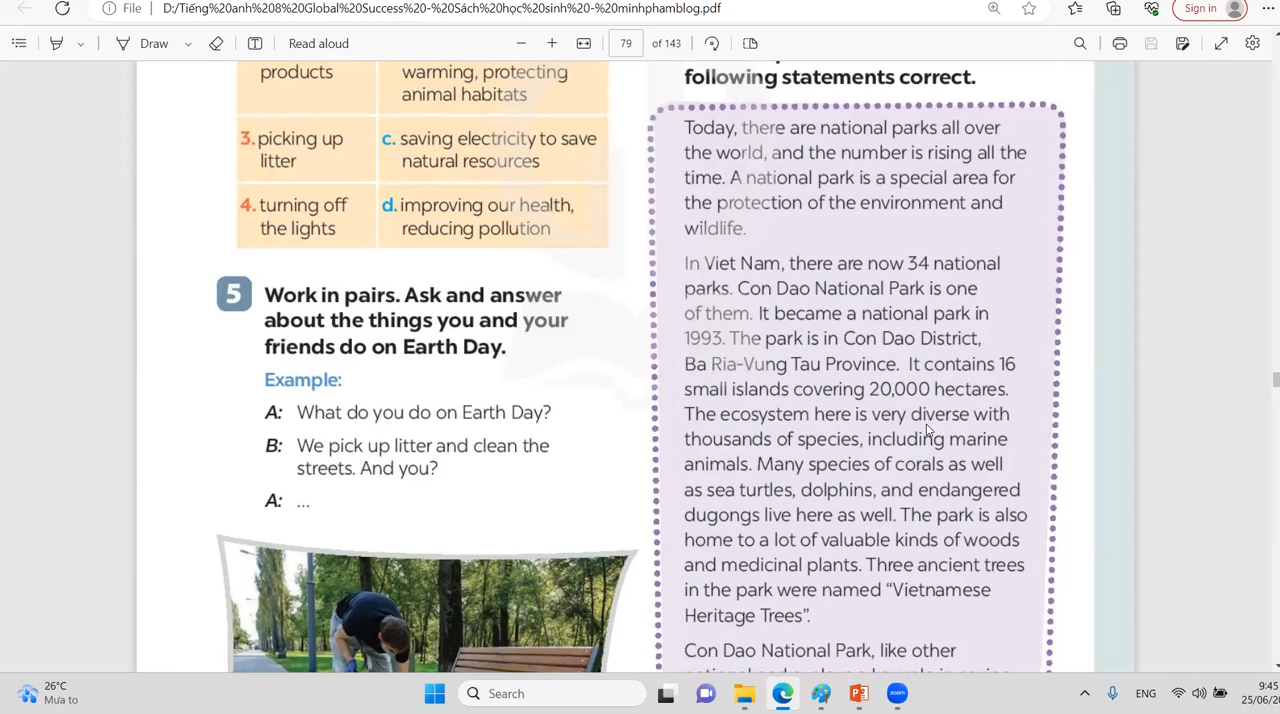 File
D:/Tiếng%20anh%208%20Global%20Success%20-%20Sách%20học%20sinh%20-%20minhphamblog.pdf
Sign in
Draw
Read aloud
79
of 143
products
warming, protecting
animal habitats
3. picking up
litter
c. saving electricity to save
natural resources
4. turning off
the lights
d. improving our health,
reducing pollution
5
Work in pairs. Ask and answer
about the things you and your
friends do on Earth Day.
Example:
A: What do you do on Earth Day?
B: We pick up litter and clean the
streets. And you?
A: ...
following statements correct.
Today, there are national parks all over
the world, and the number is rising all the
time. A national park is a special area for
the protection of the environment and
wildlife.
In Viet Nam, there are now 34 national
parks. Con Dao National Park is one
of them. It became a national park in
1993. The park is in Con Dao District,
Ba Ria-Vung Tau Province. It contains 16
small islands covering 20,000 hectares.
The ecosystem here is very diverse with
thousands of species, including marine
animals. Many species of corals as well
as sea turtles, dolphins, and endangered
dugongs live here as well. The park is also
home to a lot of valuable kinds of woods
and medicinal plants. Three ancient trees
in the park were named “Vietnamese
Heritage Trees”.
Con Dao National Park, like other
26°C
Mưa to
Search
zoom
ENG
9:45
25/06/20